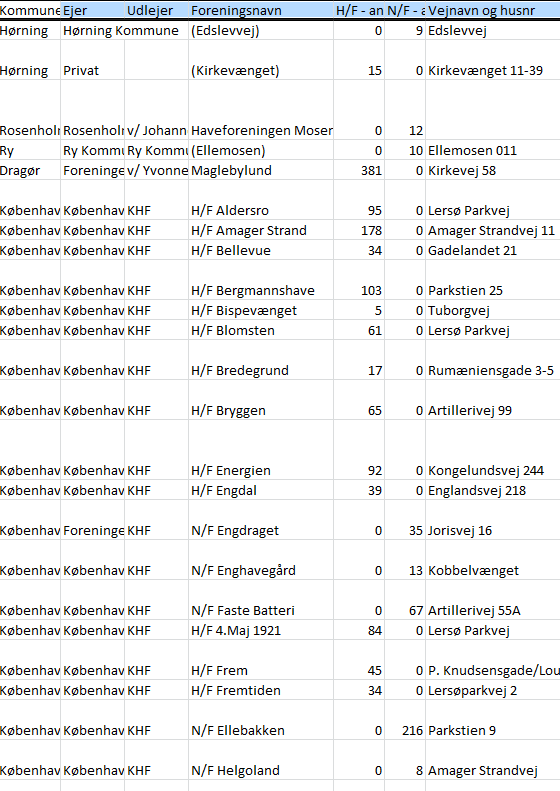 Kommune Ejer Udlejer Foreningsnavn H/F - an N/F - a Vejnavn og husnr
Hørning Hørning Kommune (Edslevvej) 0 9 Edslevvej
Hørning Privat (Kirkevænget) 15 0 Kirkevænget 11-39
Rosenholm Rosenholm v/ Johann Haveforeningen Moser 0 12
Ry Ry Kommu Ry Kommu (Ellemosen) 0 10 Ellemosen 011
Dragør Foreninge v/ Yvonne Maglebylund 381 0 Kirkevej 58
Københav Københav KHF H/F Aldersro 95 0 Lersø Parkvej
Københav Københav KHF H/F Amager Strand 178 0 Amager Strandvej 11
Københav Københav KHF H/F Bellevue 34 0 Gadelandet 21
Københav Københav KHF H/F Bergmannshave 103 0 Parkstien 25
Københav Københav KHF H/F Bispevænget 5 0 Tuborgvej
Københav Københav KHF H/F Blomsten 61 0 Lersø Parkvej
Københav Københav KHF H/F Bredegrund 17 0 Rumæniensgade 3-5
Københav Københav KHF H/F Bryggen 65 0 Artillerivej 99
Københav Københav KHF H/F Energien 92 0 Kongelundsvej 244
Københav Københav KHF H/F Engdal 39 0 Englandsvej 218
Københav Foreninge KHF N/F Engdraget 0 35 Jorisvej 16
Københav Københav KHF N/F Enghavegård 0 13 Kobbelvænget
Københav Københav KHF N/F Faste Batteri 0 67 Artillerivej 55A
Københav Københav KHF H/F 4.Maj 1921 84 0 Lersø Parkvej
Københav Københav KHF H/F Frem 45 0 P. Knudsensgade/Lou
Københav Københav KHF H/F Fremtiden 34 0 Lersøparkvej 2
Københav Københav KHF N/F Ellebakken 0 216 Parkstien 9
Københav Københav KHF N/F Helgoland 0 8 Amager Strandvej